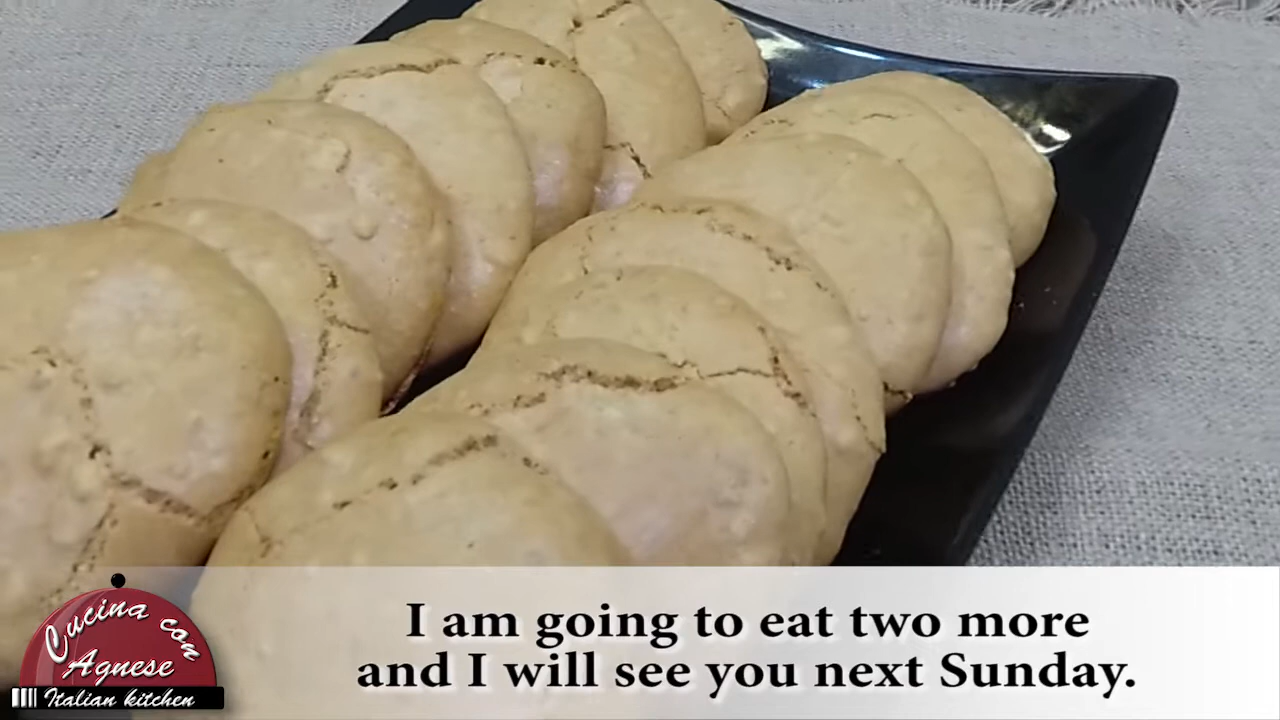 I am going to eat two more
and I will see you next Sunday.
Cucina con
Agnese
Italian kitchen